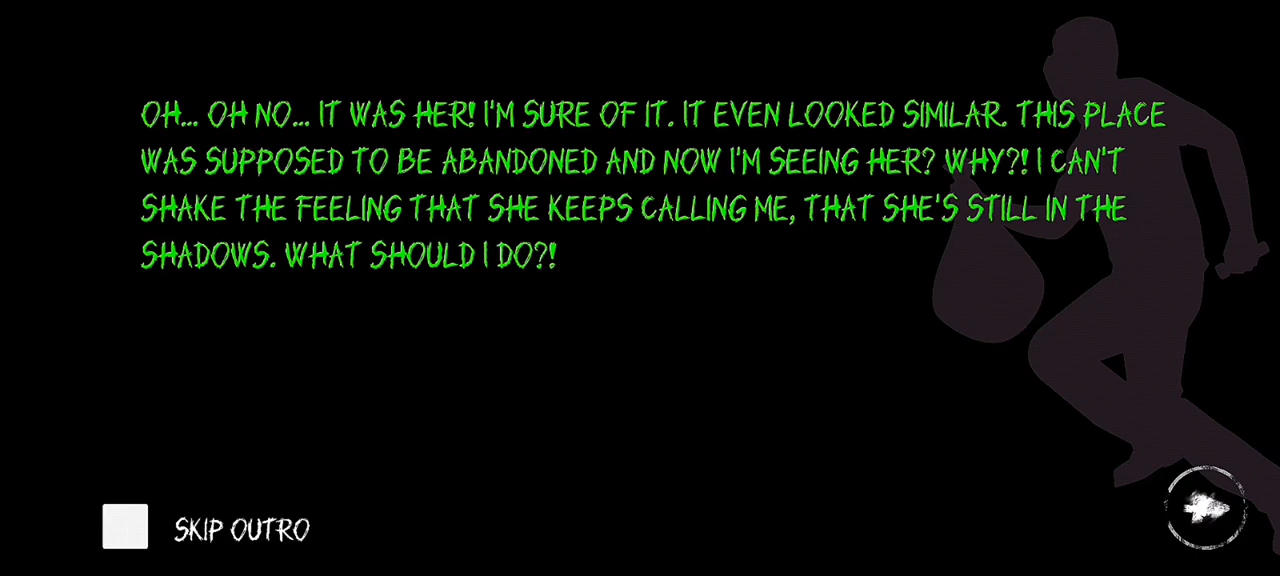 OH... OH NO... IT WAS HER! I'M SURE OF IT. IT EVEN LOOKED SIMILAR. THIS PLACE
WAS SUPPOSED TO BE ABANDONED AND NOW I'M SEEING HER? WHY?! I CAN'T
SHAKE THE FEELING THAT SHE KEEPS CALLING ME, THAT SHE'S STILL IN THE
SHADOWS. WHAT SHOULD I DO?!
SKIP OUTRO